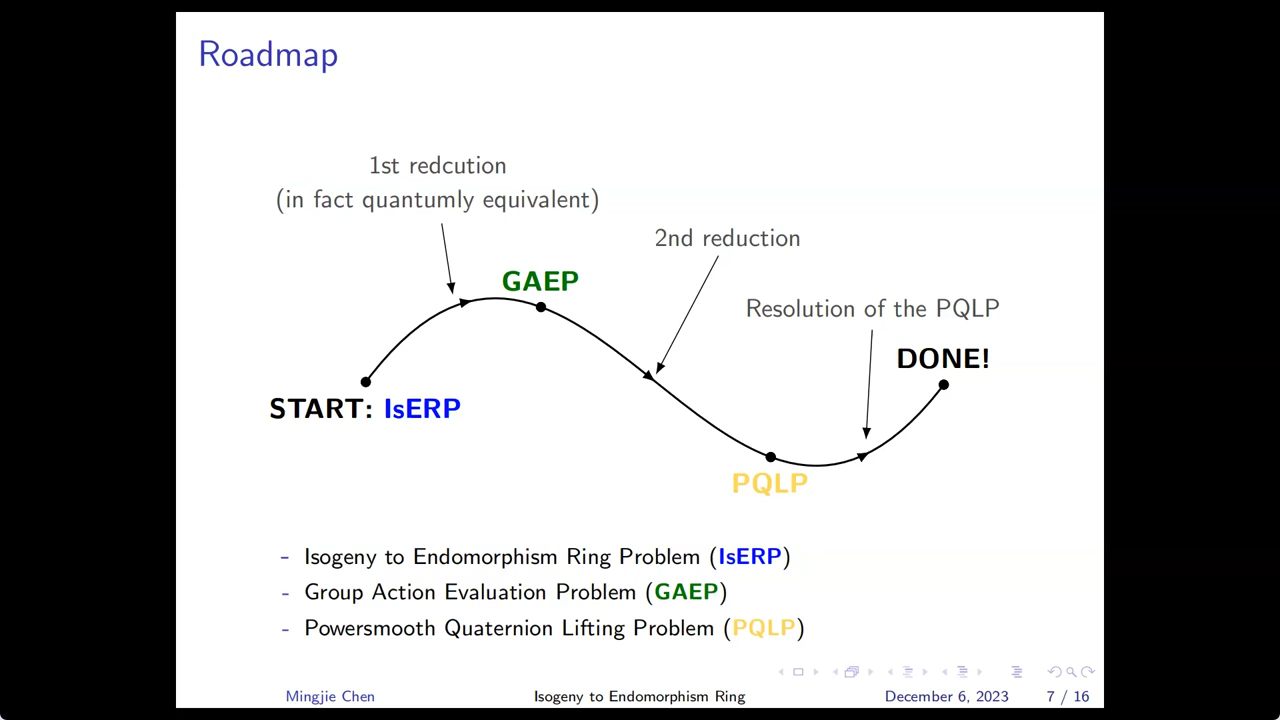 Roadmap
1st redcution
(in fact quantumly equivalent)
2nd reduction
GAEP
Resolution of the PQLP
DONE!
START: IsERP
PQLP
- Isogeny to Endomorphism Ring Problem (IsERP)
- Group Action Evaluation Problem (GAEP)
- Powersmooth Quaternion Lifting Problem (PQLP)
Mingjie Chen Isogeny to Endomorphism Ring December 6, 2023 7 / 16